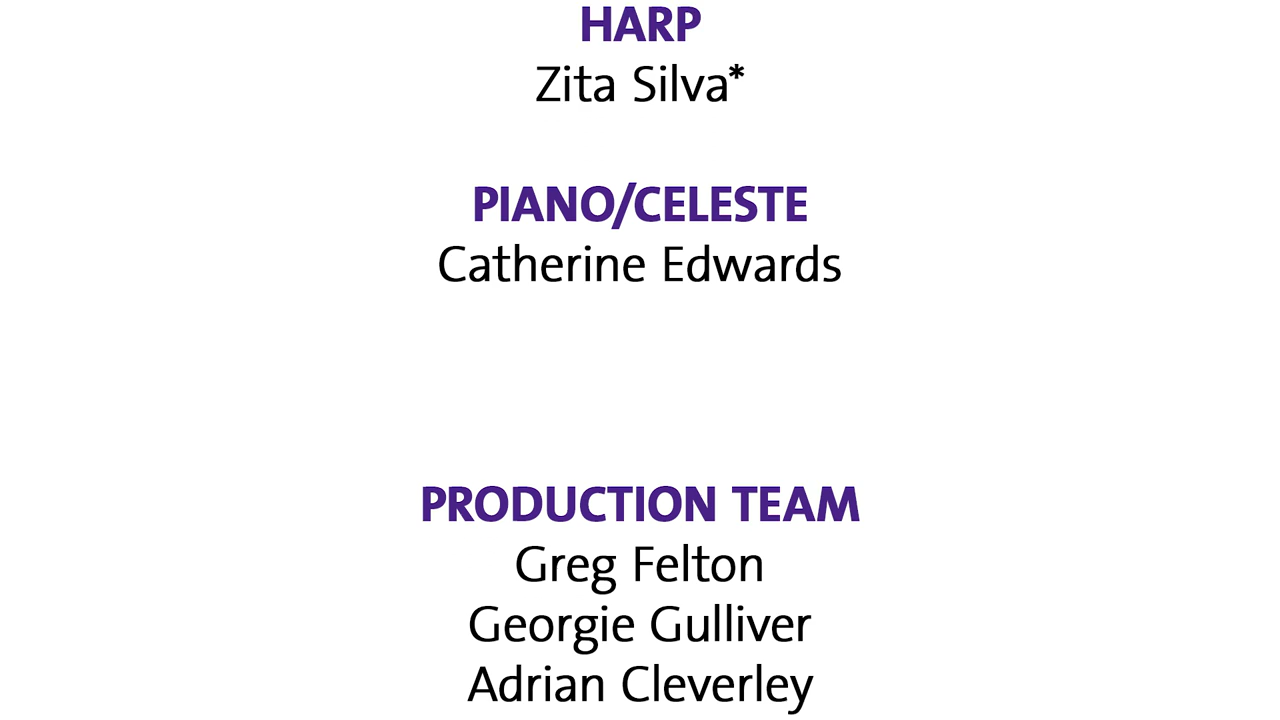 HARP
Zita Silva*
PIANO/CELESTE
Catherine Edwards
PRODUCTION TEAM
Greg Felton
Georgie Gulliver
Adrian Cleverley